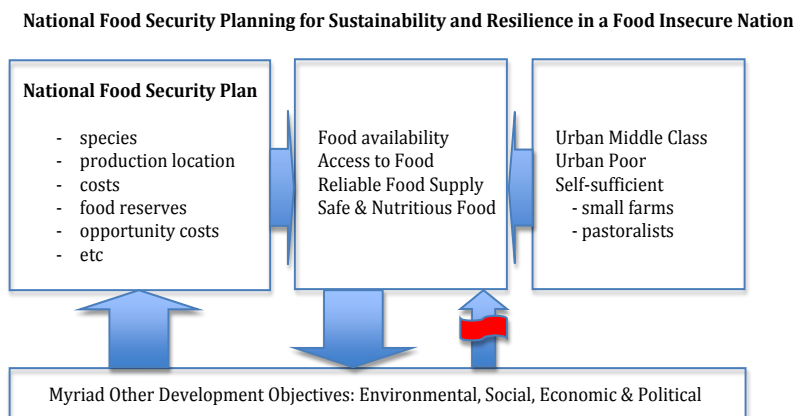 National Food Security Planning for Sustainability and Resilience in a Food Insecure Nation
National Food Security Plan
- species
- production location
- costs
- food reserves
- opportunity costs
- etc
Food availability
Access to Food
Reliable Food Supply
Safe & Nutritious Food
Urban Middle Class
Urban Poor
Self-sufficient
- small farms
- pastoralists
Myriad Other Development Objectives: Environmental, Social, Economic & Political